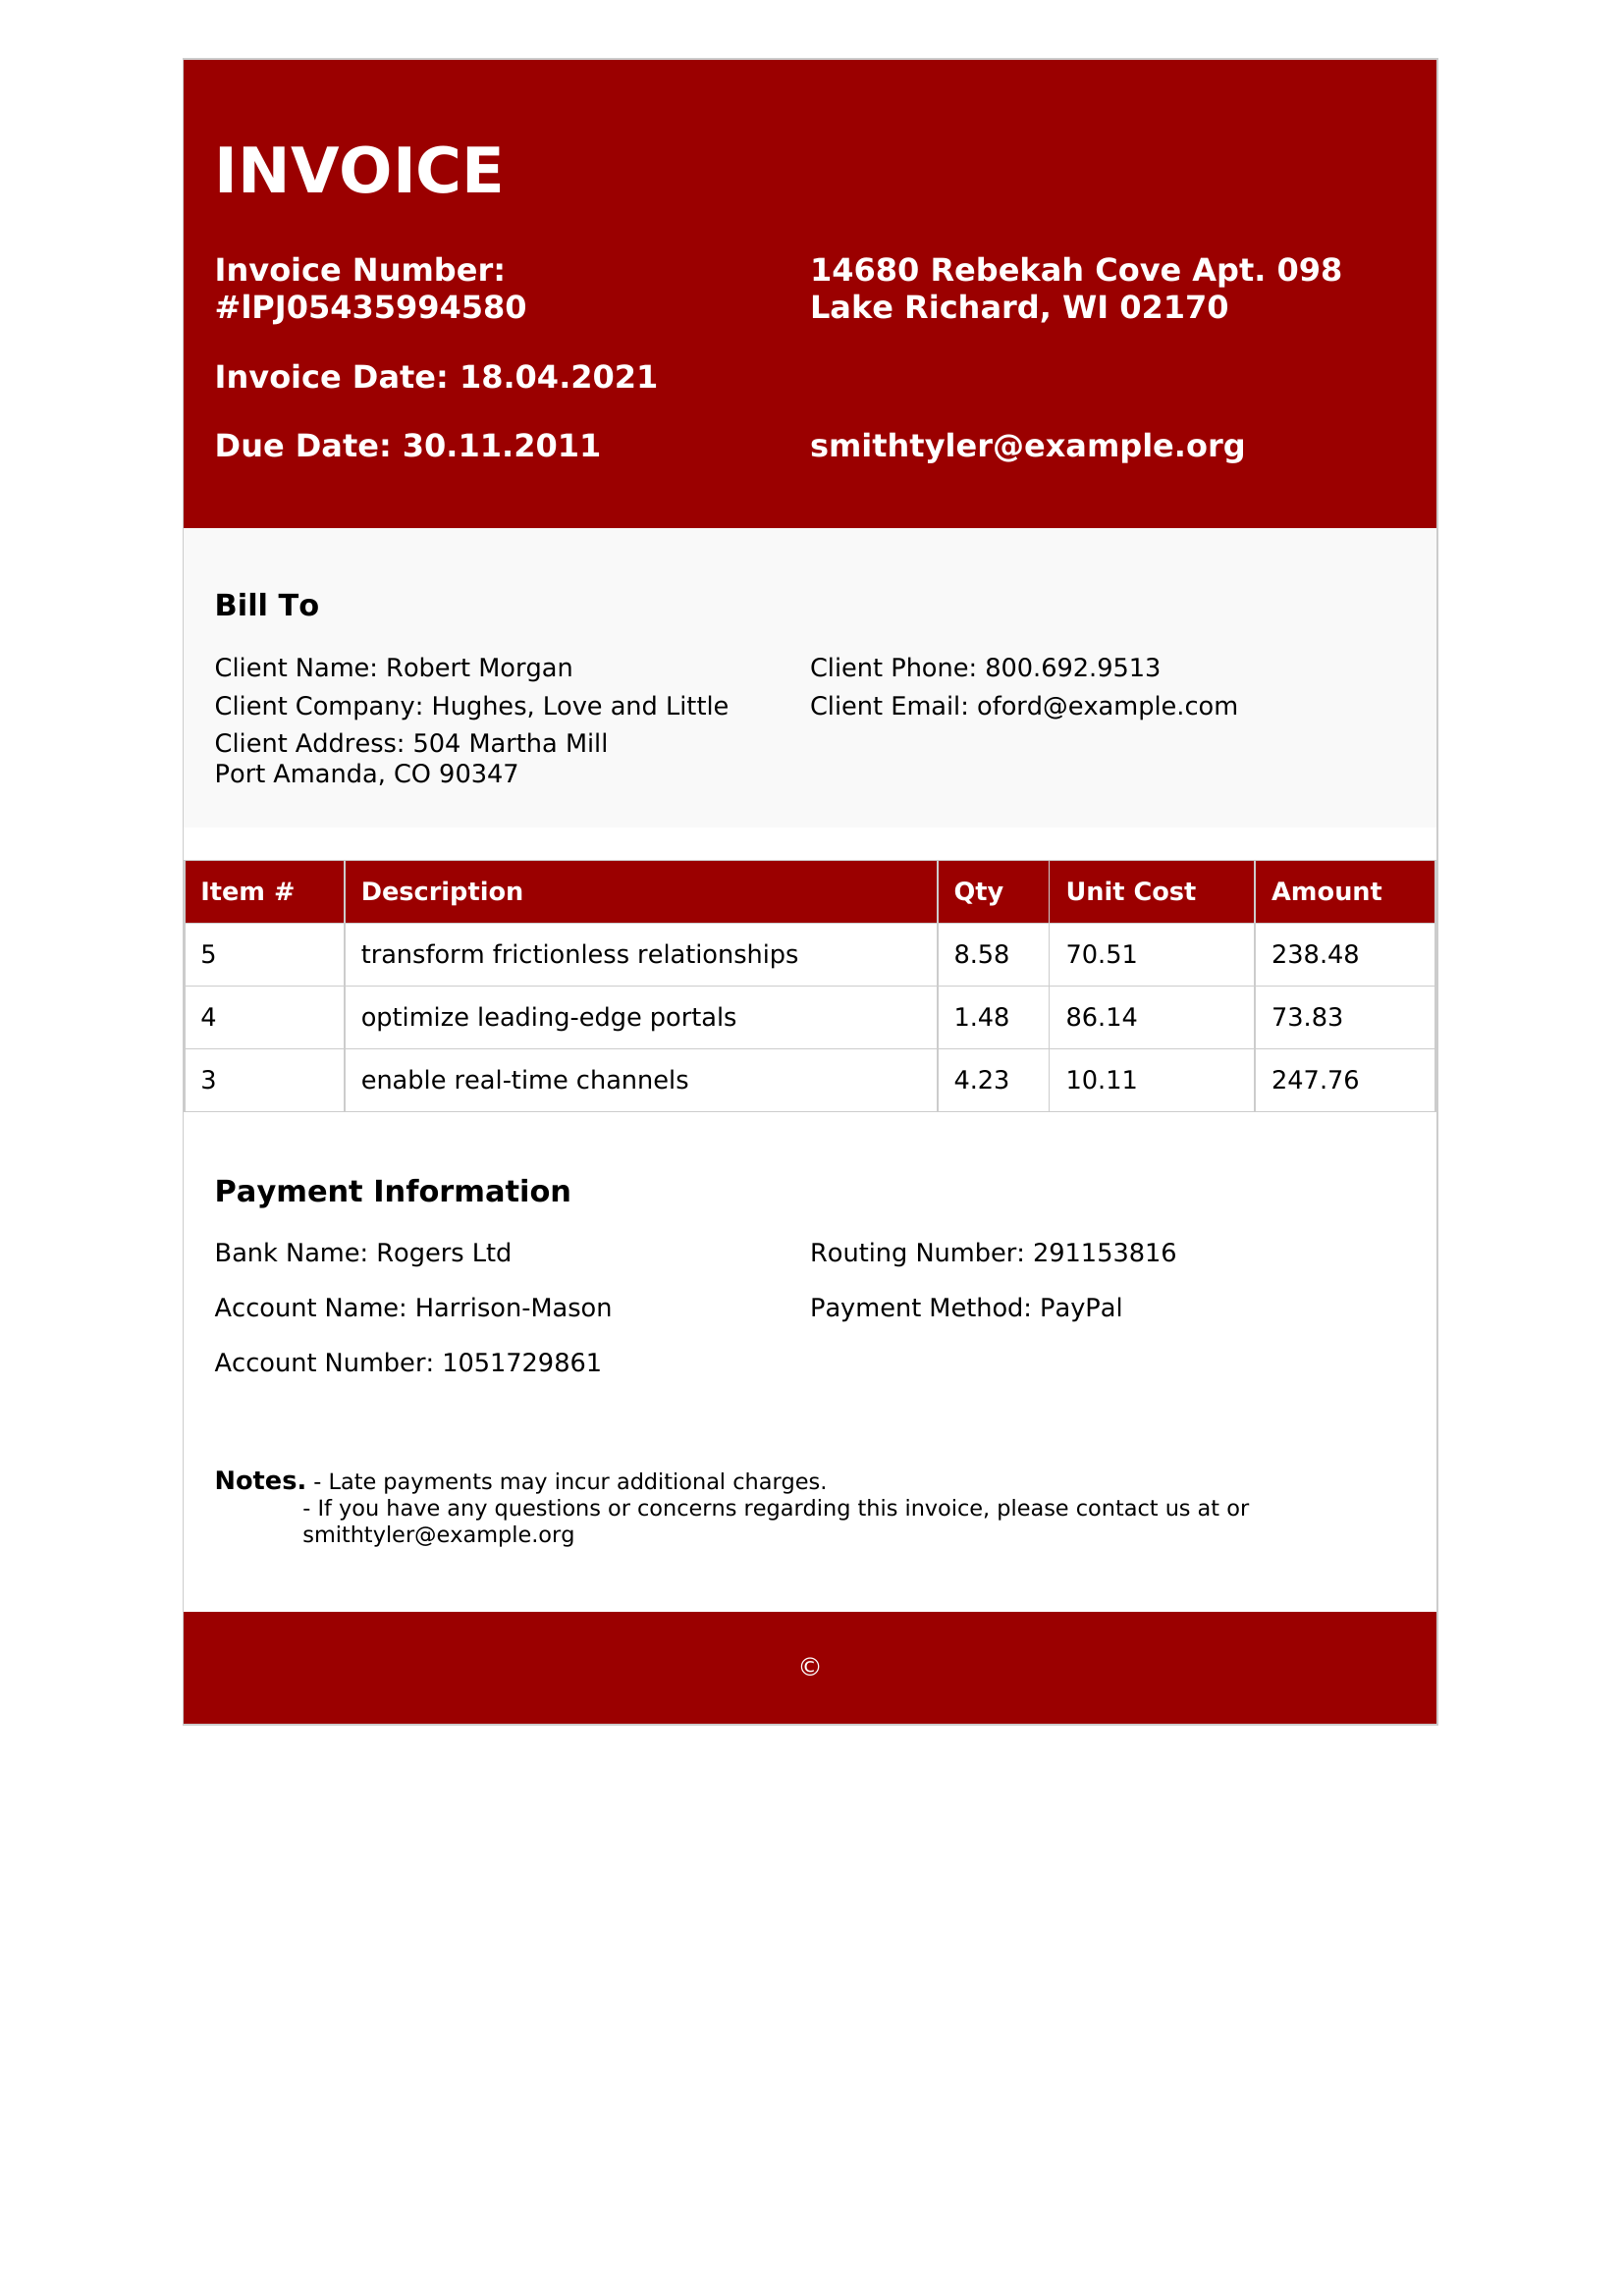 INVOICE
Invoice Number:
#lPJ05435994580
14680 Rebekah Cove Apt. 098
Lake Richard, WI 02170
Invoice Date: 18.04.2021
Due Date: 30.11.2011
smithtyler@example.org
Bill To
Client Name: Robert Morgan
Client Phone: 800.692.9513
Client Company: Hughes, Love and Little
Client Email: oford@example.com
Client Address: 504 Martha Mill
Port Amanda, CO 90347
Item # Description Qty Unit Cost Amount
5 transform frictionless relationships 8.58 70.51 238.48
4 optimize leading-edge portals 1.48 86.14 73.83
3 enable real-time channels 4.23 10.11 247.76
Payment Information
Bank Name: Rogers Ltd
Routing Number: 291153816
Account Name: Harrison-Mason
Payment Method: PayPal
Account Number: 1051729861
Notes. - Late payments may incur additional charges.
- If you have any questions or concerns regarding this invoice, please contact us at or
smithtyler@example.org
©